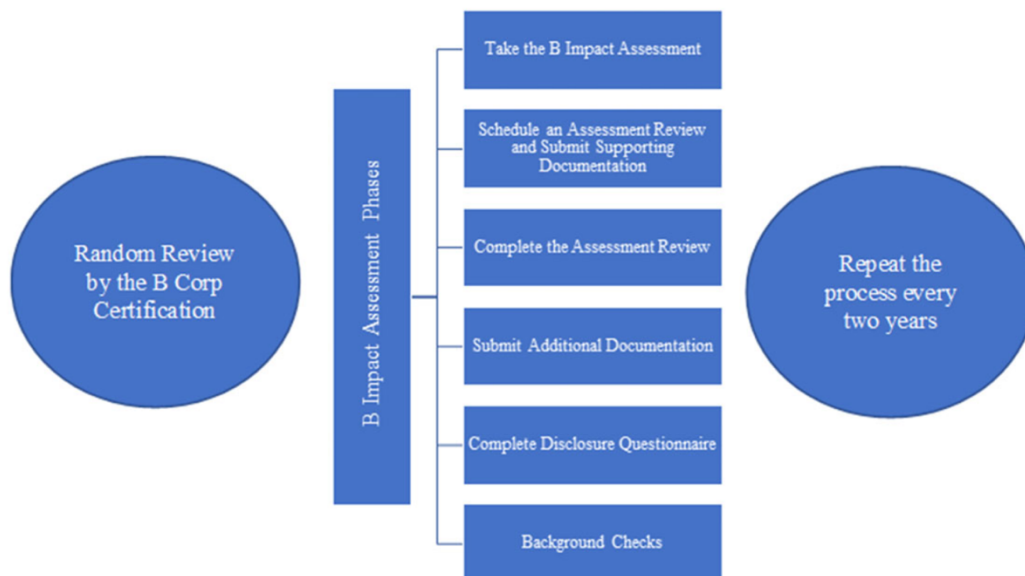 Random Review
by the B Corp
Certification
B Impact Assessment Phases
Take the B Impact Assessment
Schedule an Assessment Review
and Submit Supporting
Documentation
Complete the Assessment Review
Submit Additional Documentation
Complete Disclosure Questionnaire
Background Checks
Repeat the
process every
two years